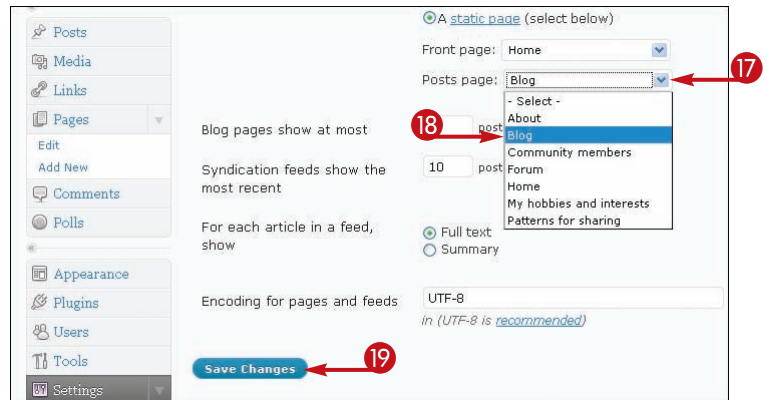 Posts
Media
Links
Pages
Edit
Add New
Comments
Polls
Appearance
Plugins
Users
Tools
Settings
A static page (select below)
Front page: Home
Posts page: Blog
17
- Select -
About
Blog
Community members
Forum
Home
My hobbies and interests
Patterns for sharing
18
Blog pages show at most
post
Syndication feeds show the
most recent
10 post
For each article in a feed,
show
Full text
Summary
Encoding for pages and feeds
UTF-8
in (UTF-8 is recommended)
Save Changes
19